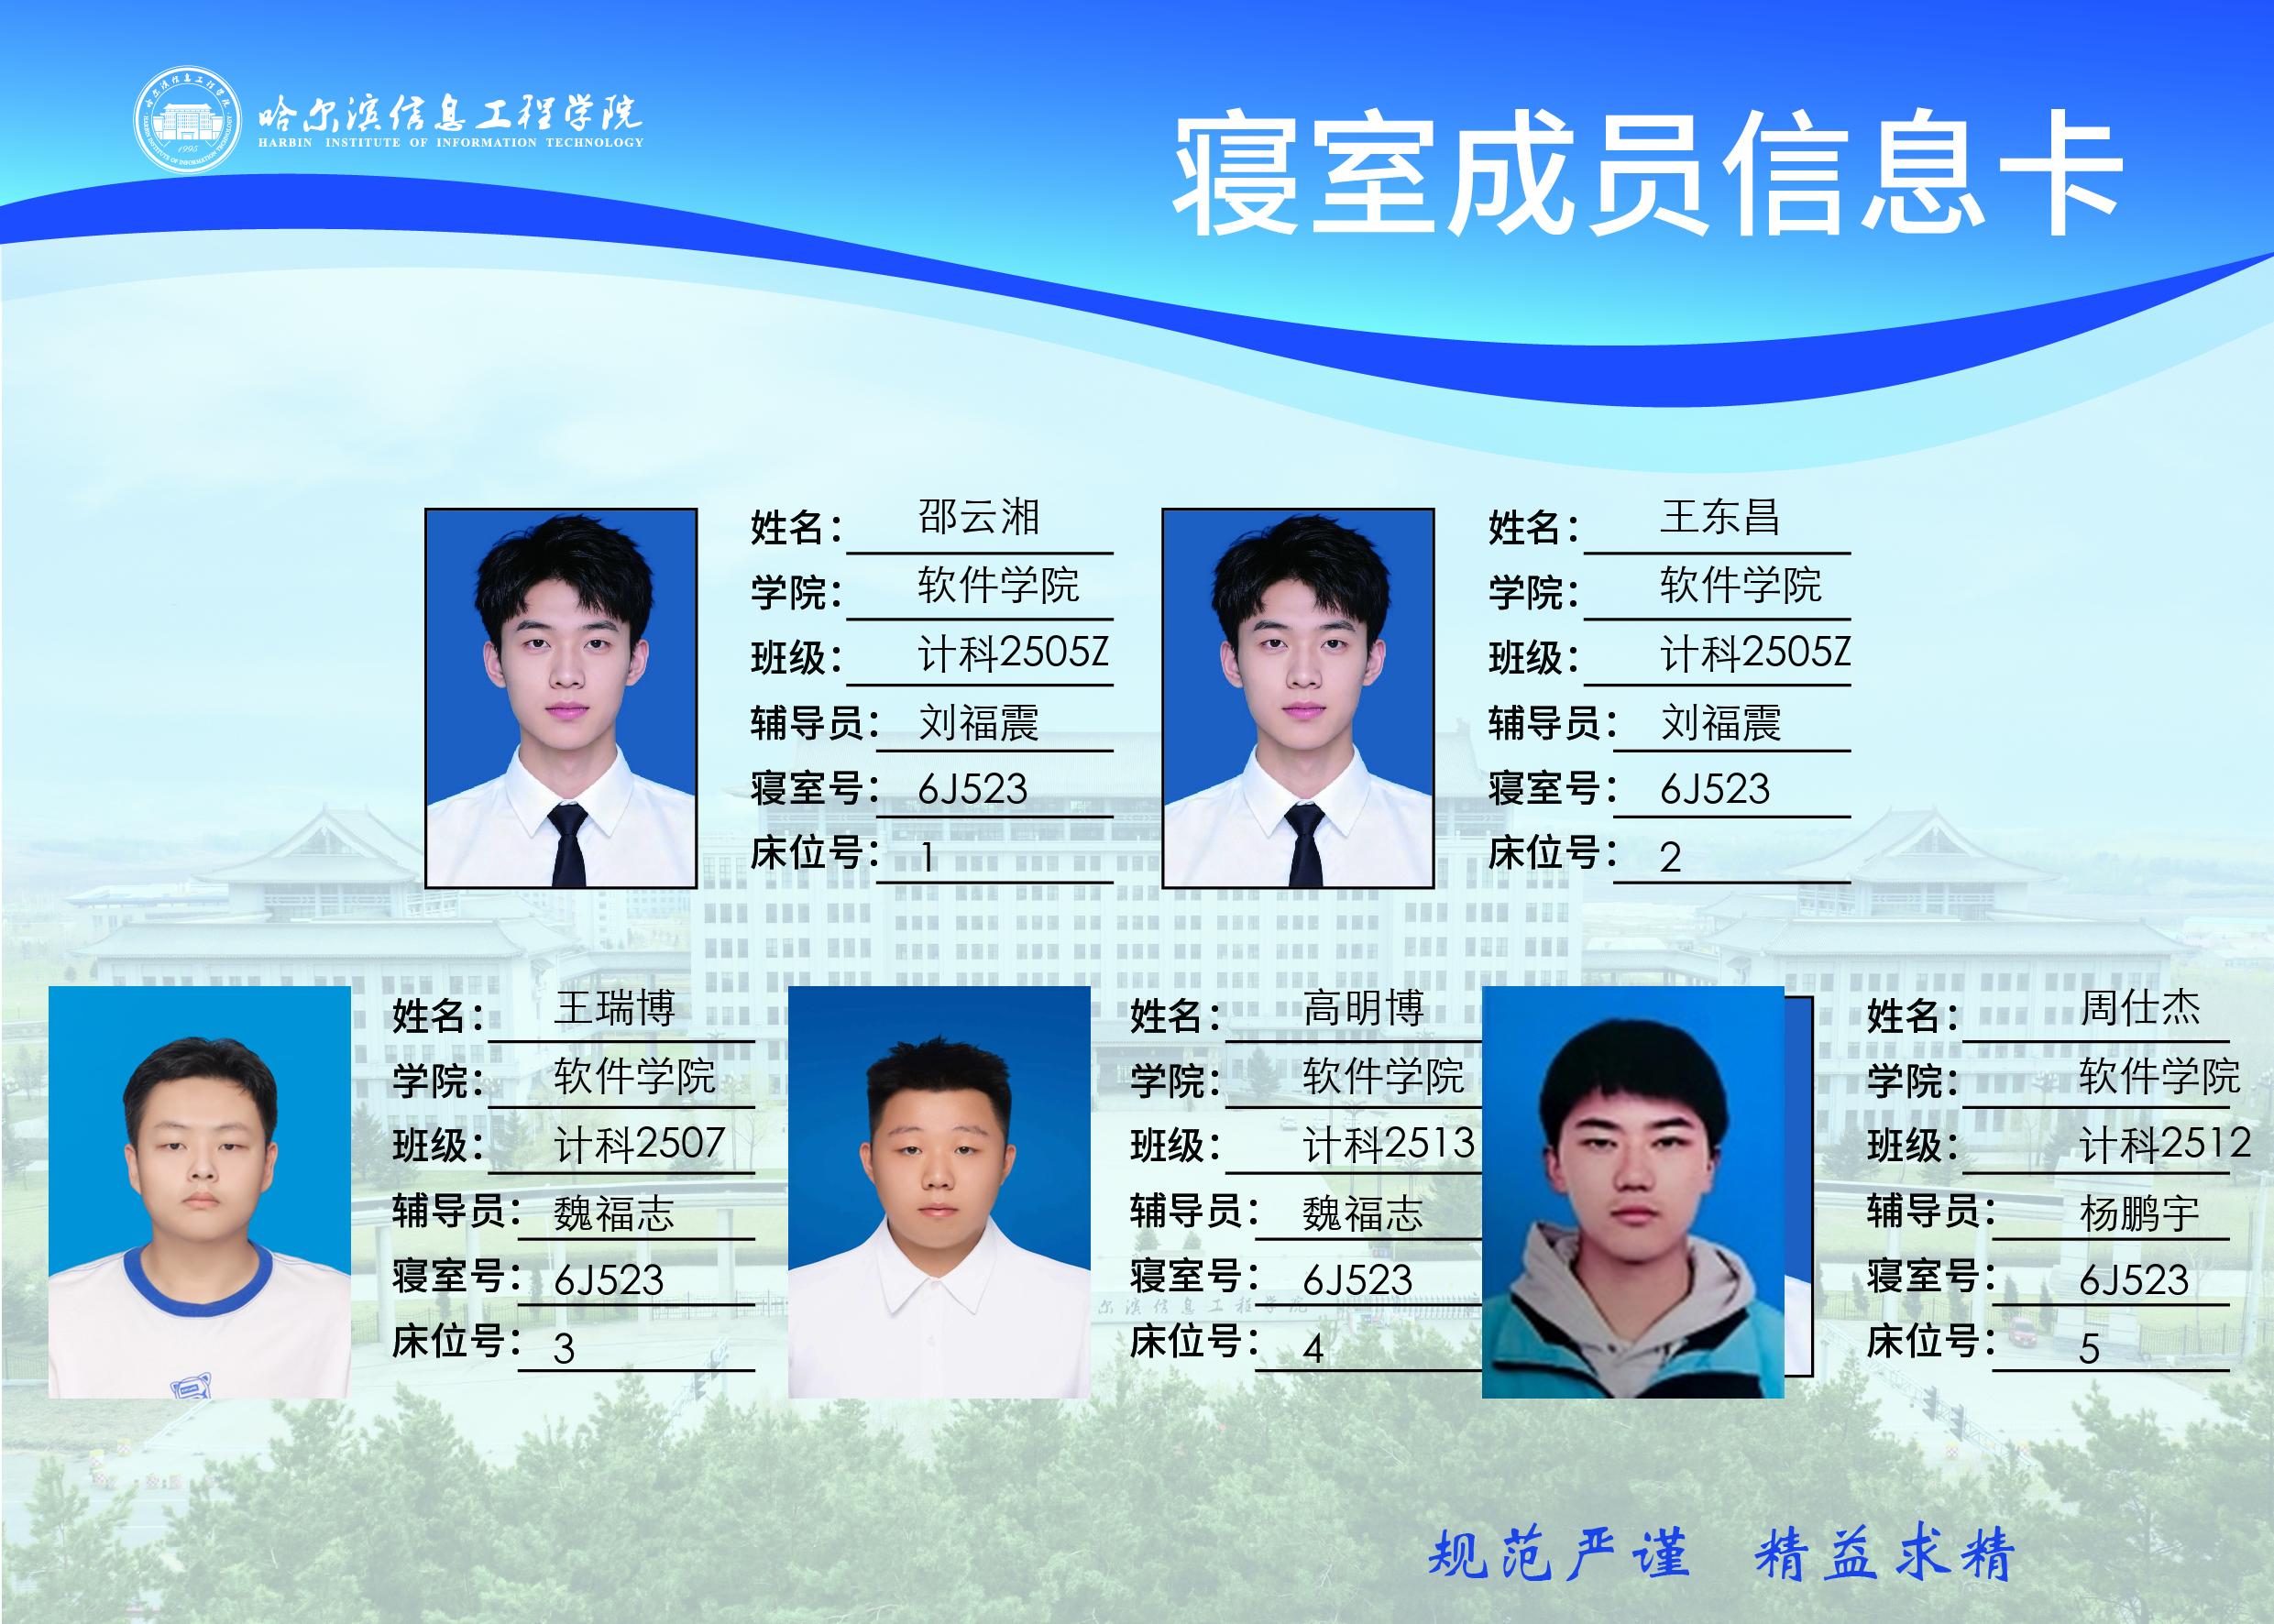 哈尔滨信息工程学院
HARBIN INSTITUTE OF INFORMATION TECHNOLOGY
1995
寝室成员信息卡
姓名：邵云湘
学院：软件学院
班级：计科2505Z
辅导员：刘福震
寝室号：6J523
床位号：1
姓名：王东昌
学院：软件学院
班级：计科2505Z
辅导员：刘福震
寝室号：6J523
床位号：2
姓名：王瑞博
学院：软件学院
班级：计科2507
辅导员：魏福志
寝室号：6J523
床位号：3
姓名：高明博
学院：软件学院
班级：计科2513
辅导员：魏福志
寝室号：6J523
床位号：4
姓名：周仕杰
学院：软件学院
班级：计科2512
辅导员：杨鹏宇
寝室号：6J523
床位号：5
尔滨信息工程学院
规范严谨 精益求精